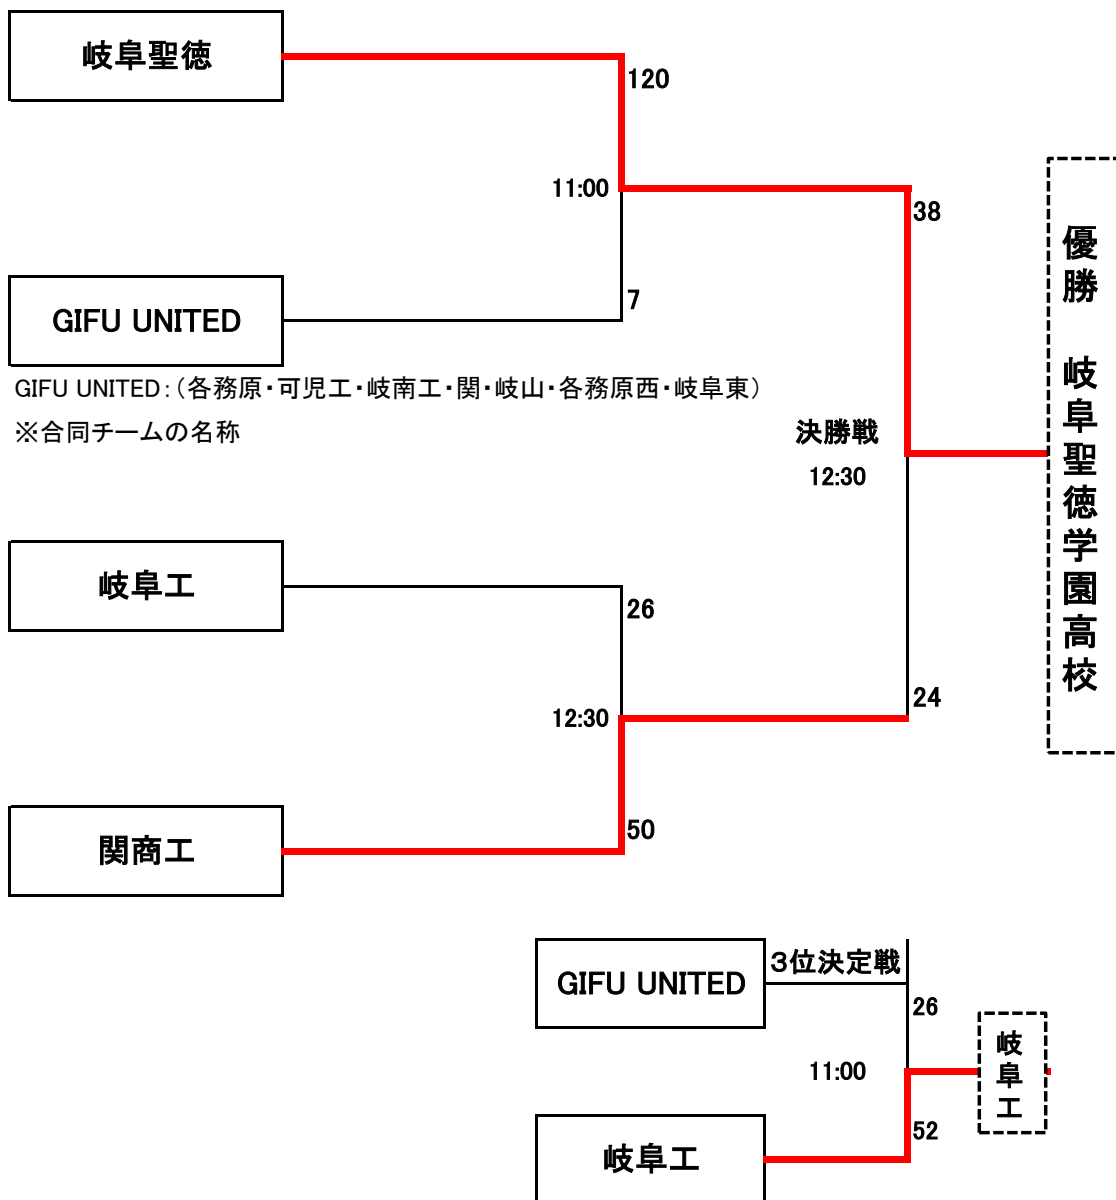 岐阜聖徳
120
11:00
38
GIFU UNITED
7
GIFU UNITED:(各務原・可児工・岐南工・関・岐山・各務原西・岐阜東)
※合同チームの名称
決勝戦
12:30
優勝 岐阜聖徳学園高校
岐阜工
26
12:30
24
関商工
50
GIFU UNITED
3位決定戦
26
11:00
岐阜工
52
岐阜工